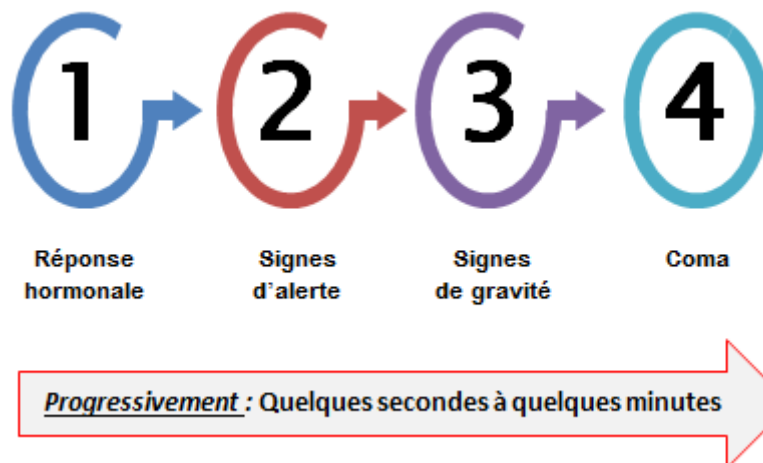 1 2 3 4
Réponse hormonale
Signes d'alerte
Signes de gravité
Coma
Progressivement : Quelques secondes à quelques minutes